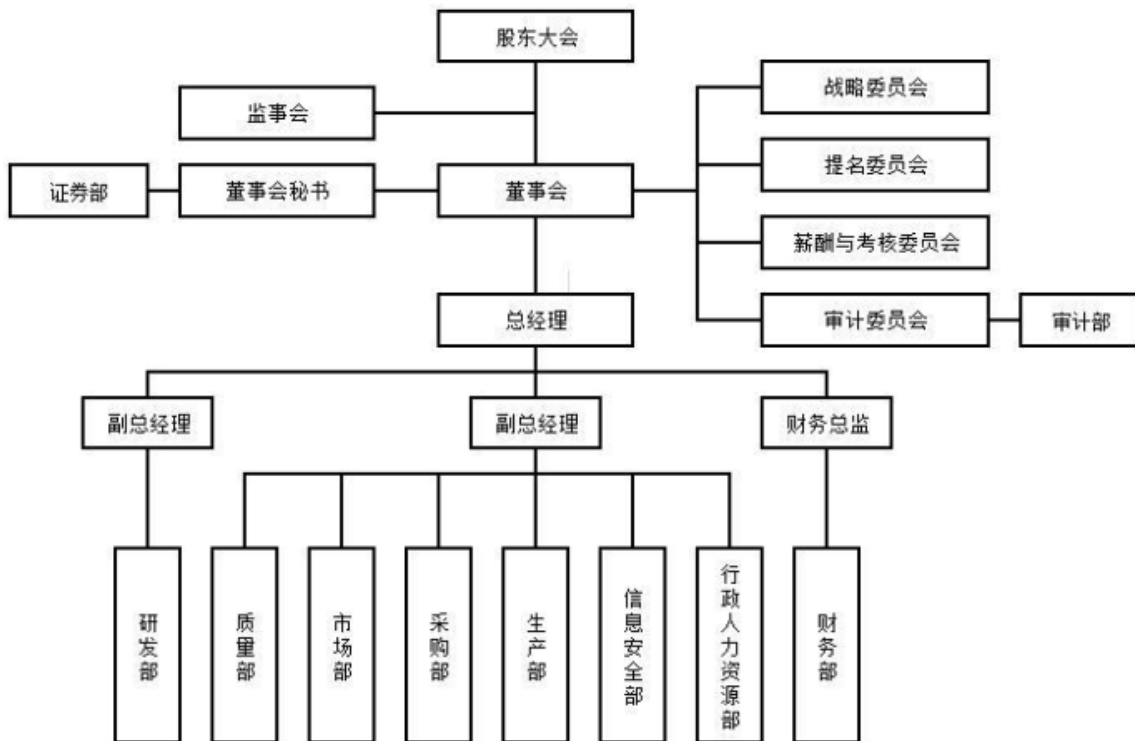 股东大会
战略委员会
监事会
提名委员会
证券部
董事会秘书
董事会
薪酬与考核委员会
总经理
审计委员会
审计部
副总经理
副总经理
财务总监
研发部
质量部
市场部
采购部
生产部
信息安全部
行政人力资源部
财务部